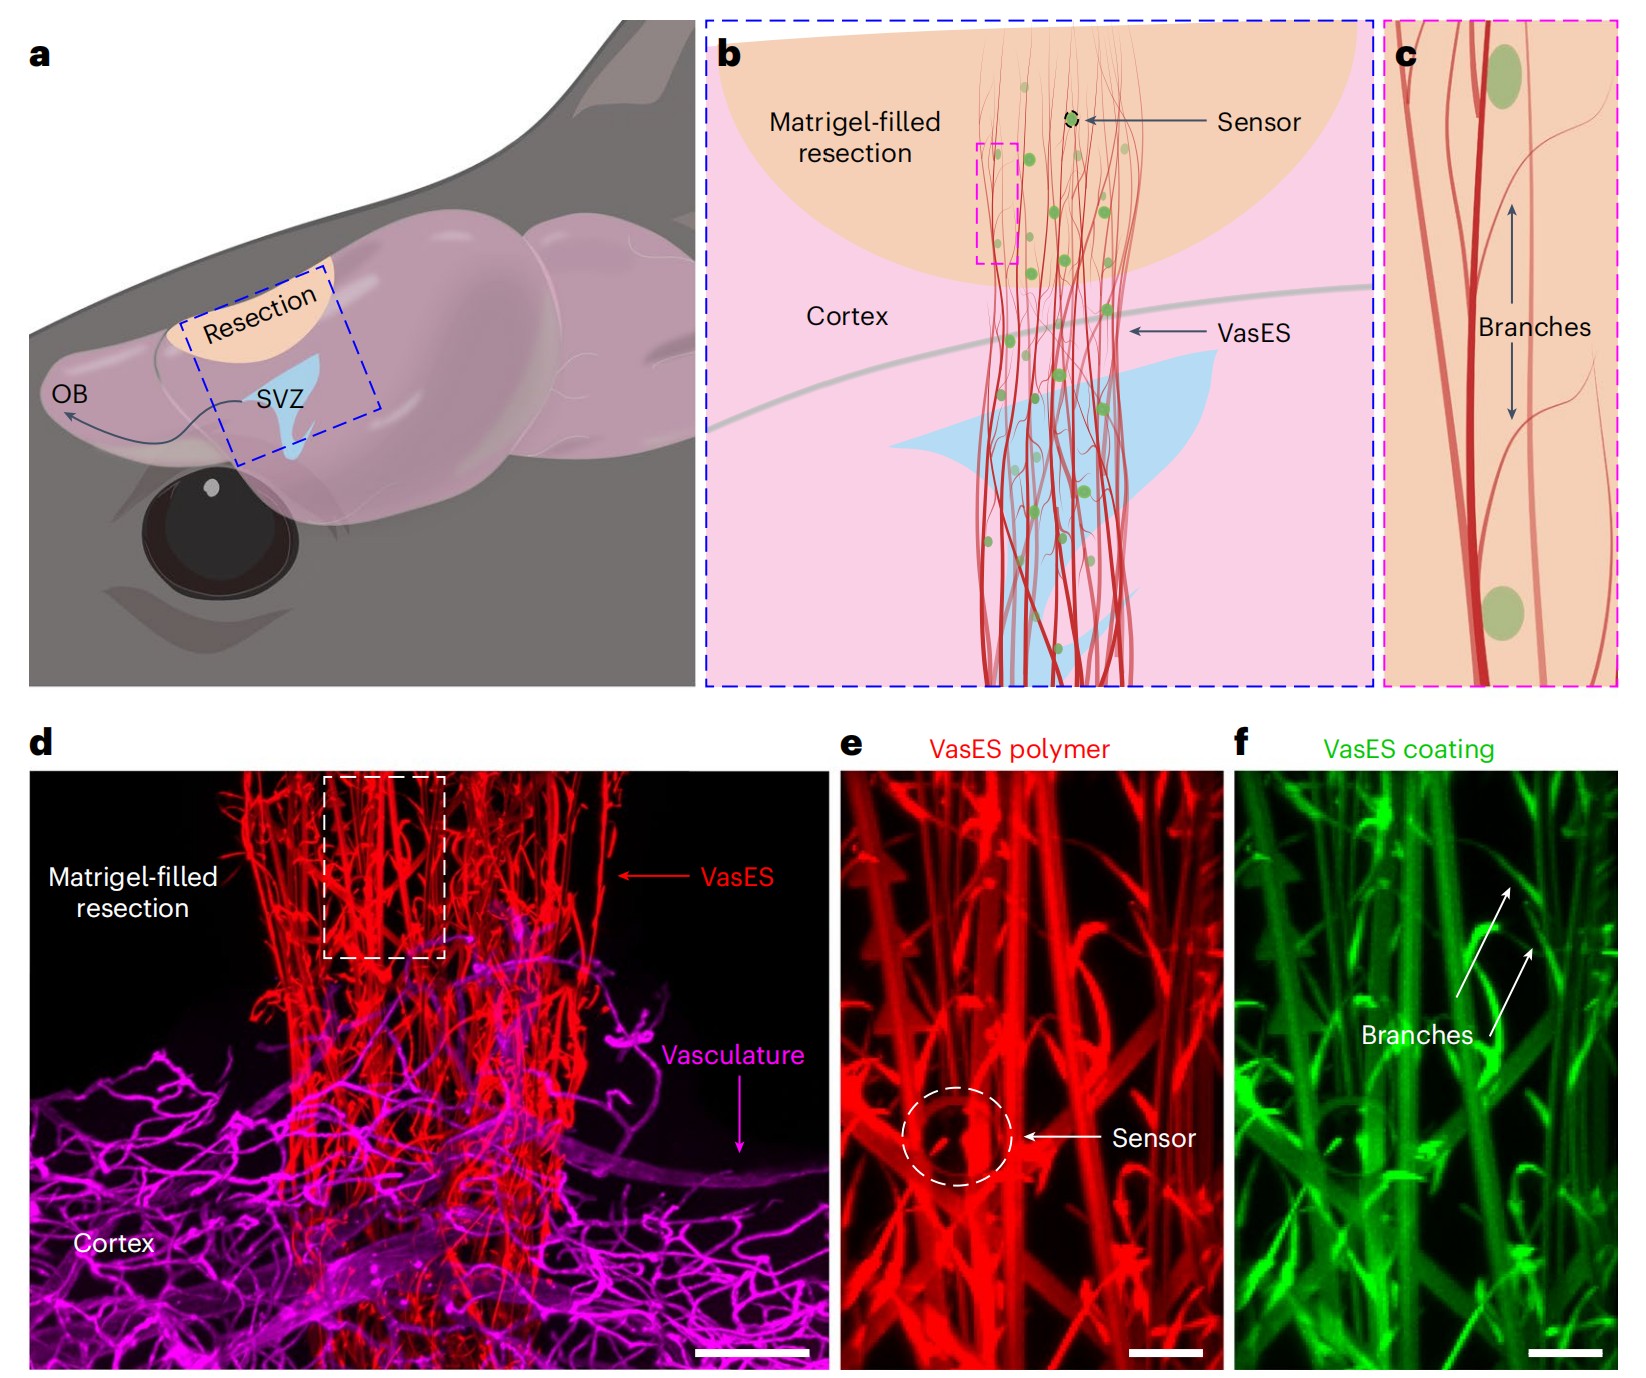 a
Resection
OB
SVZ
b
Matrigel-filled
resection
Sensor
Cortex
VasES
c
Branches
d
Matrigel-filled
resection
VasES
Vasculature
Cortex
e
VasES polymer
Sensor
f
VasES coating
Branches